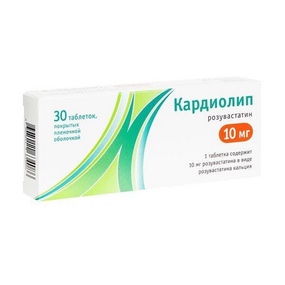 30 таблеток,
покрытых
пленочной
оболочкой
Кардиолип
розувастатин
10 мг
1 таблетка содержит
10 мг розувастатина в виде
розувастатина кальция